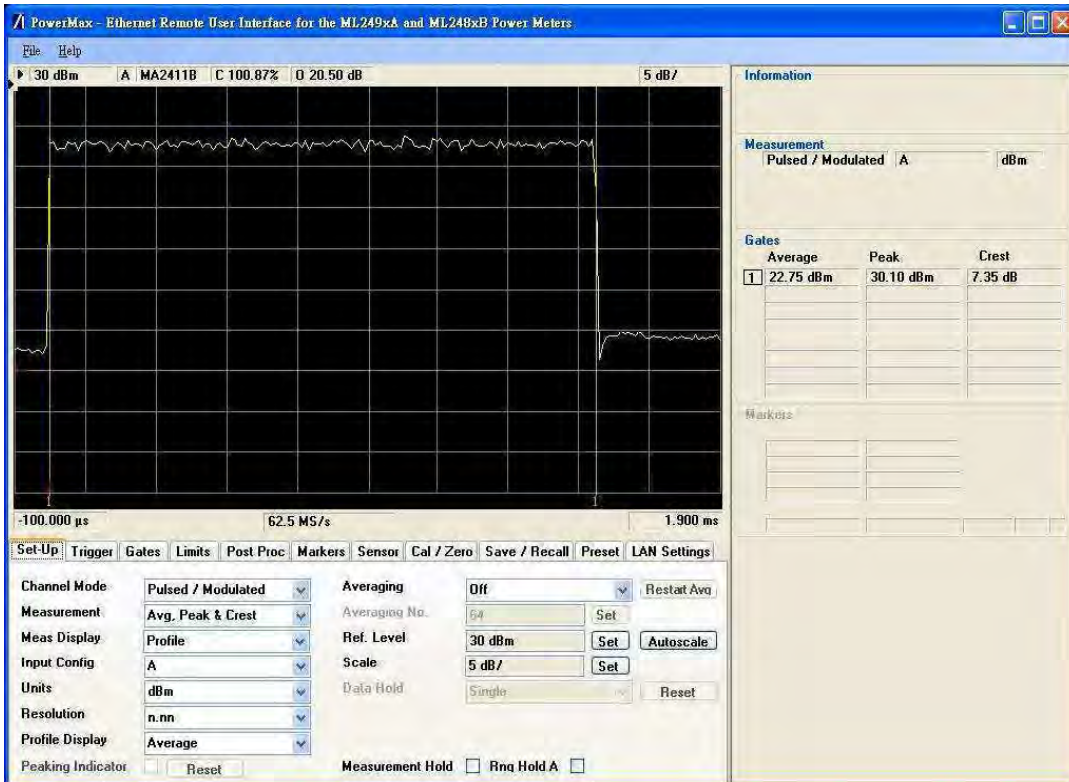 PowerMax - Ethernet Remote User Interface for the ML249xA and ML248xB Power Meters
File Help
30 dBm A MA2411B C 100.87% O 20.50 dB 5 dB/
1 1'
-100.000 µs 62.5 MS/s 1.900 ms
Information
Measurement
Pulsed / Modulated A dBm
Gates
Average Peak Crest
1 22.75 dBm 30.10 dBm 7.35 dB
Markers
Set-Up Trigger Gates Limits Post Proc Markers Sensor Cal / Zero Save / Recall Preset LAN Settings
Channel Mode Pulsed / Modulated Averaging Off Restart Avg
Measurement Avg, Peak & Crest Averaging No. 64 Set
Meas Display Profile Ref. Level 30 dBm Set Autoscale
Input Config A Scale 5 dB/ Set
Units dBm Data Hold Single Reset
Resolution n.nn
Profile Display Average
Peaking Indicator Reset Measurement Hold Rng Hold A